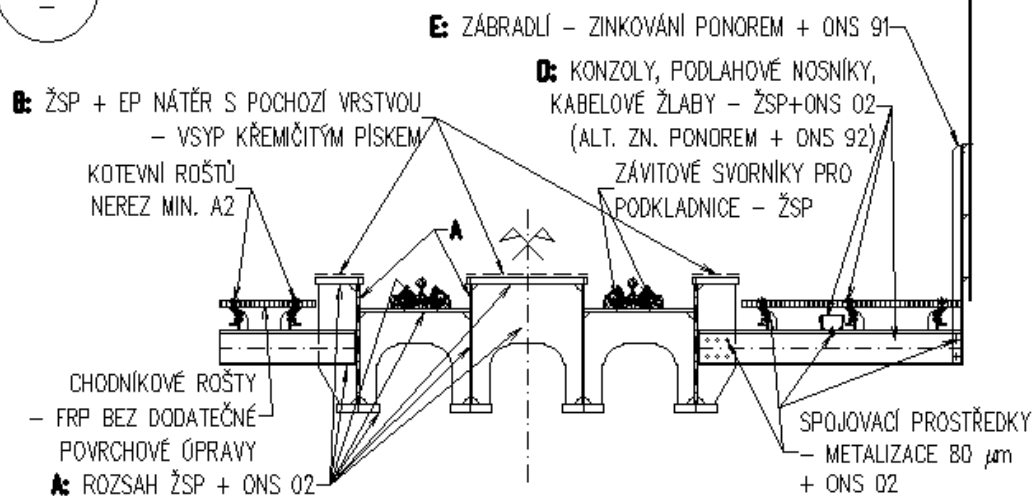 E: ZÁBRADLÍ – ZINKOVÁNÍ PONOREM + ONS 91
D: KONZOLY, PODLAHOVÉ NOSNÍKY,
KABELOVÉ ŽLABY – ŽSP+ONS 02
(ALT. ZN. PONOREM + ONS 92)
B: ŽSP + EP NÁTĚR S POCHOZÍ VRSTVOU
– VSYP KŘEMIČITÝM PÍSKEM
KOTEVNÍ ROŠTŮ
NEREZ MIN. A2
ZÁVITOVÉ SVORNÍKY PRO
PODKLADNICE – ŽSP
A
CHODNÍKOVÉ ROŠTY
– FRP BEZ DODATEČNÉ
POVRCHOVÉ ÚPRAVY
A: ROZSAH ŽSP + ONS 02
SPOJOVACÍ PROSTŘEDKY
– METALIZACE 80 µm
+ ONS 02